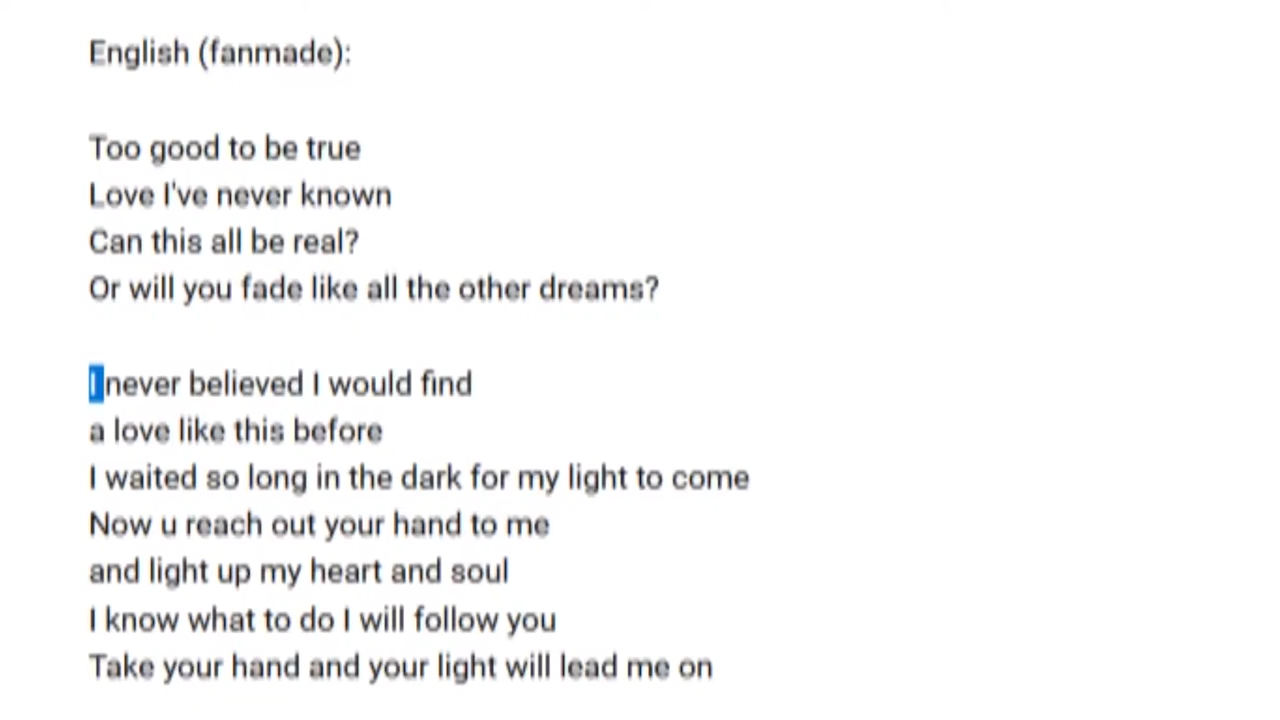 English (fanmade):
Too good to be true
Love I've never known
Can this all be real?
Or will you fade like all the other dreams?
I never believed I would find
a love like this before
I waited so long in the dark for my light to come
Now u reach out your hand to me
and light up my heart and soul
I know what to do I will follow you
Take your hand and your light will lead me on